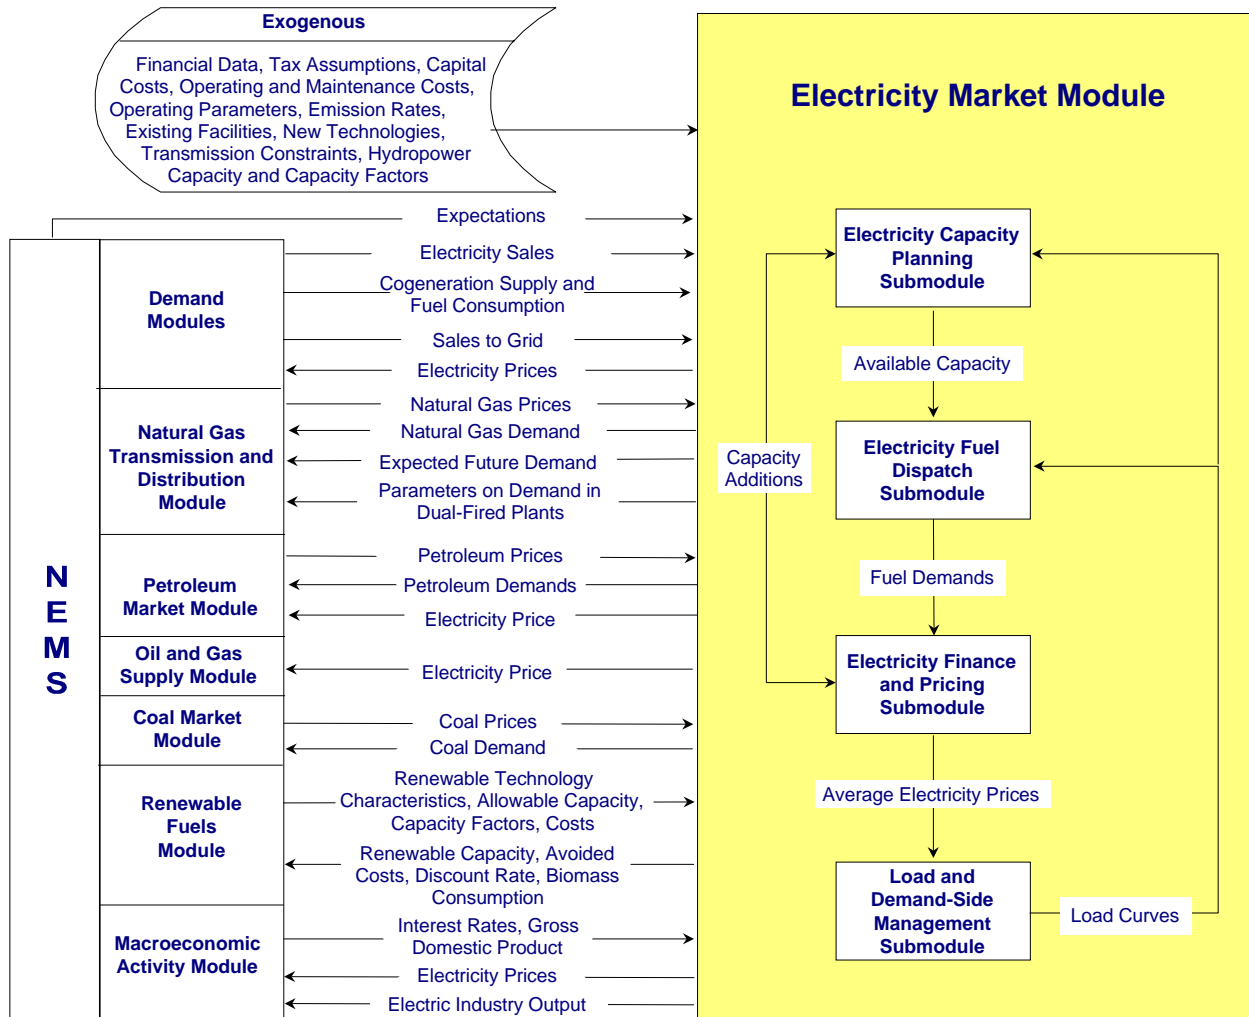 Exogenous
Financial Data, Tax Assumptions, Capital
Costs, Operating and Maintenance Costs,
Operating Parameters, Emission Rates,
Existing Facilities, New Technologies,
Transmission Constraints, Hydropower
Capacity and Capacity Factors
Expectations
NEMS
Demand
Modules
Electricity Sales
Cogeneration Supply and
Fuel Consumption
Sales to Grid
Electricity Prices
Natural Gas
Transmission and
Distribution
Module
Natural Gas Prices
Natural Gas Demand
Expected Future Demand
Parameters on Demand in
Dual-Fired Plants
Petroleum
Market Module
Petroleum Prices
Petroleum Demands
Electricity Price
Oil and Gas
Supply Module
Electricity Price
Coal Market
Module
Coal Prices
Coal Demand
Renewable
Fuels
Module
Renewable Technology
Characteristics, Allowable Capacity,
Capacity Factors, Costs
Renewable Capacity, Avoided
Costs, Discount Rate, Biomass
Consumption
Macroeconomic
Activity Module
Interest Rates, Gross
Domestic Product
Electricity Prices
Electric Industry Output
Electricity Market Module
Electricity Capacity
Planning
Submodule
Available Capacity
Electricity Fuel
Dispatch
Submodule
Capacity
Additions
Fuel Demands
Electricity Finance
and Pricing
Submodule
Average Electricity Prices
Load and
Demand-Side
Management
Submodule
Load Curves